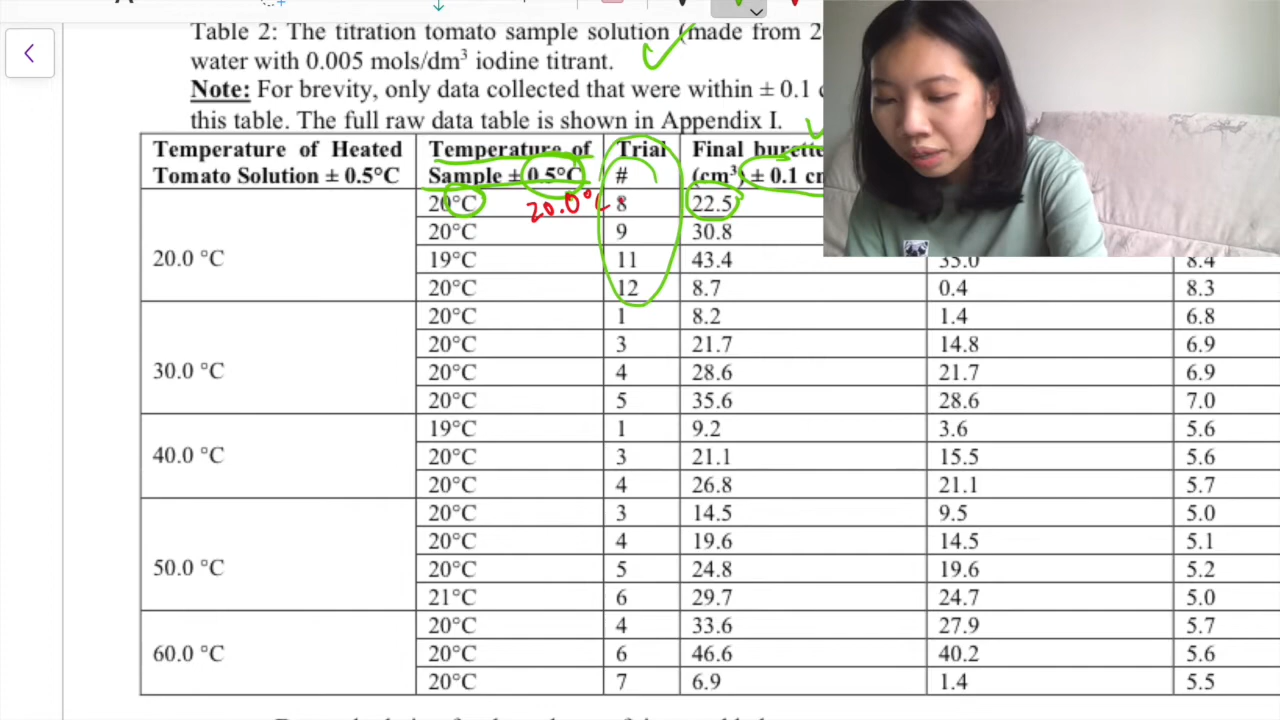 Table 2: The titration tomato sample solution (made from 2
water with 0.005 mols/dm³ iodine titrant.
Note: For brevity, only data collected that were within ± 0.1
this table. The full raw data table is shown in Appendix I.
Temperature of Heated Tomato Solution ± 0.5°C
Temperature of Sample ± 0.5°C
Trial #
Final burette (cm³) ± 0.1 cm
20.0 °C
20°C 20.0°C 8 22.5
20°C 9 30.8
19°C 11 43.4 35.0 8.4
20°C 12 8.7 0.4 8.3
30.0 °C
20°C 1 8.2 1.4 6.8
20°C 3 21.7 14.8 6.9
20°C 4 28.6 21.7 6.9
20°C 5 35.6 28.6 7.0
40.0 °C
19°C 1 9.2 3.6 5.6
20°C 3 21.1 15.5 5.6
20°C 4 26.8 21.1 5.7
50.0 °C
20°C 3 14.5 9.5 5.0
20°C 4 19.6 14.5 5.1
20°C 5 24.8 19.6 5.2
21°C 6 29.7 24.7 5.0
60.0 °C
20°C 4 33.6 27.9 5.7
20°C 6 46.6 40.2 5.6
20°C 7 6.9 1.4 5.5